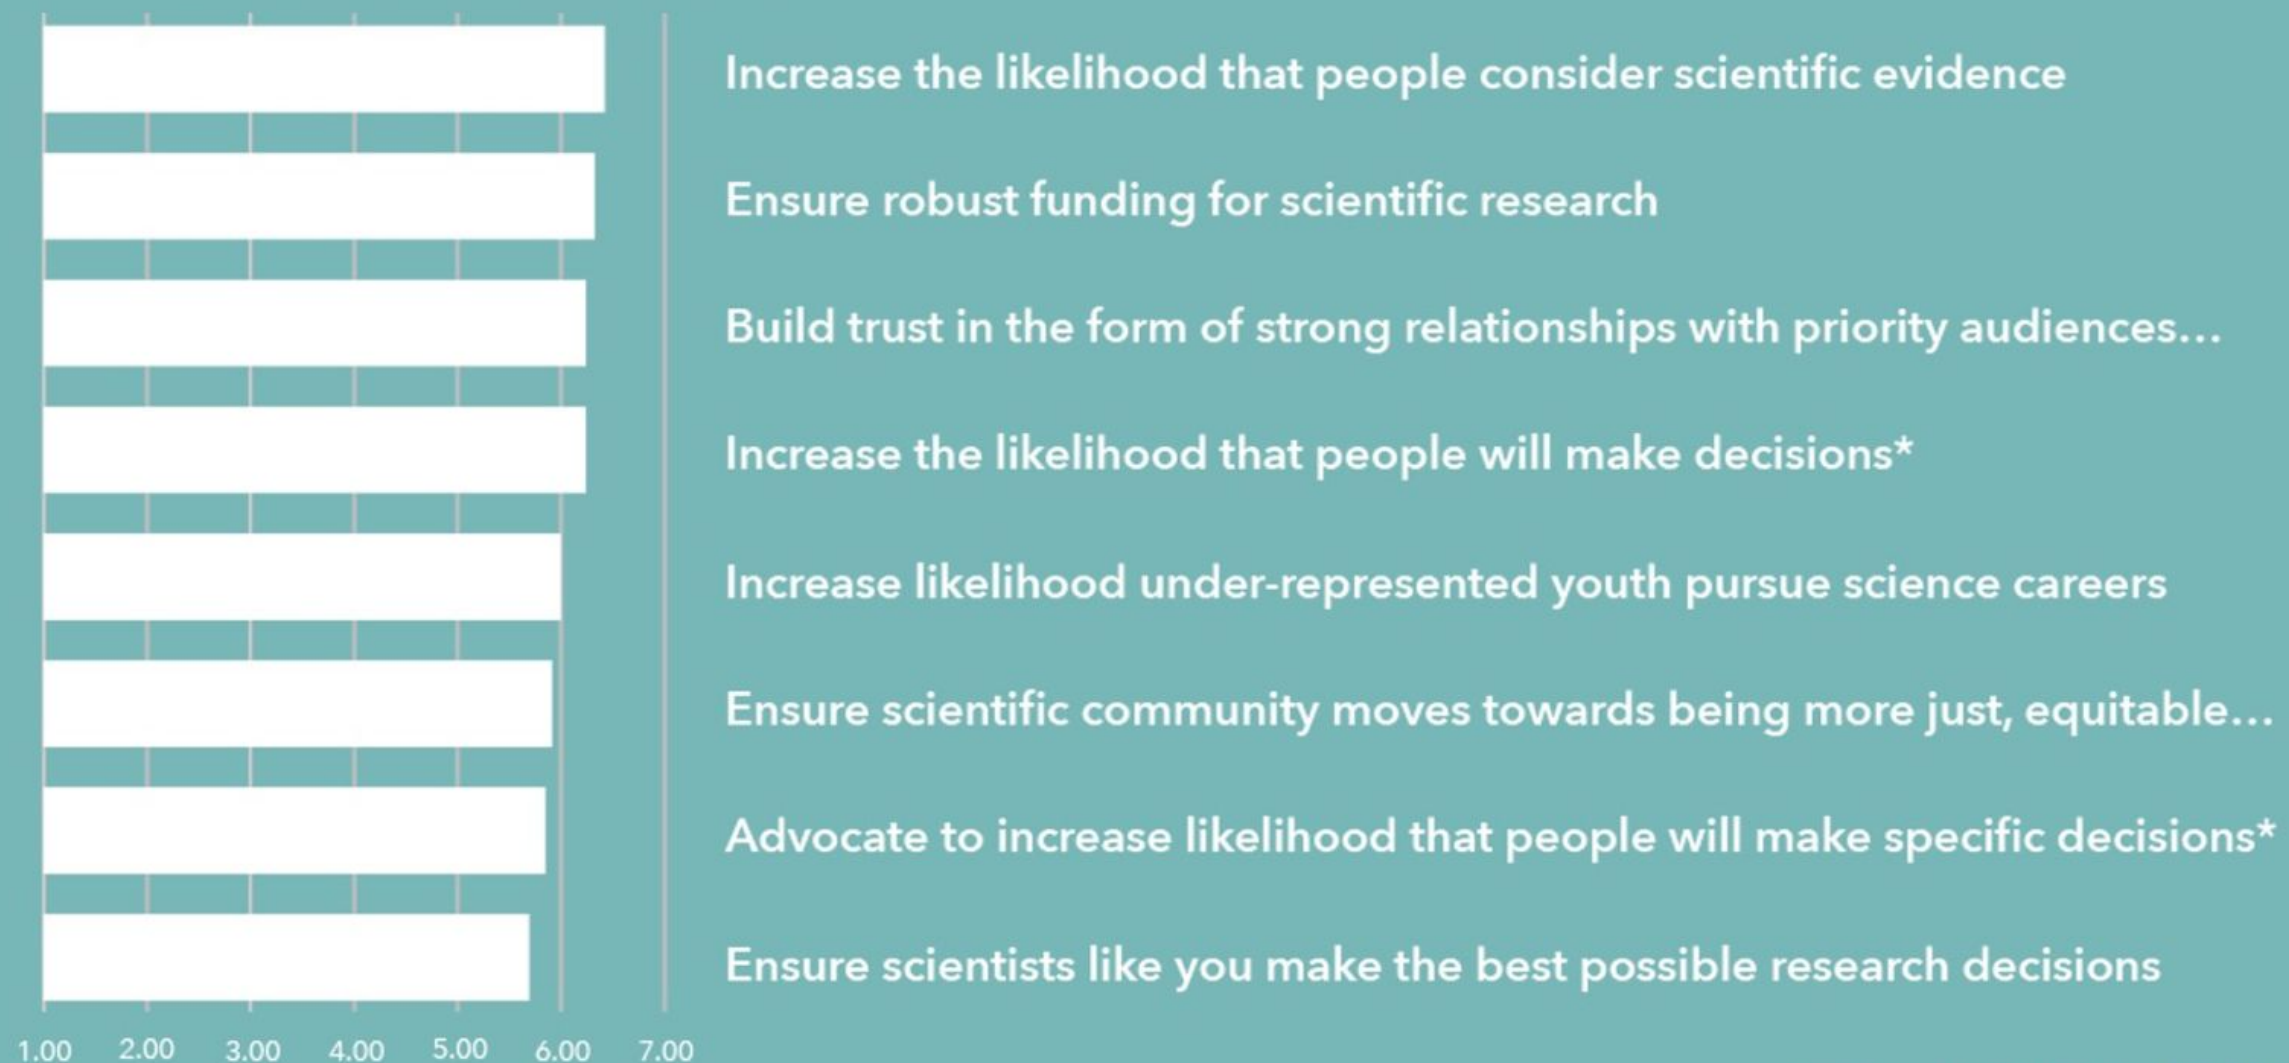 Increase the likelihood that people consider scientific evidence
Ensure robust funding for scientific research
Build trust in the form of strong relationships with priority audiences...
Increase the likelihood that people will make decisions*
Increase likelihood under-represented youth pursue science careers
Ensure scientific community moves towards being more just, equitable...
Advocate to increase likelihood that people will make specific decisions*
Ensure scientists like you make the best possible research decisions
1.00 2.00 3.00 4.00 5.00 6.00 7.00